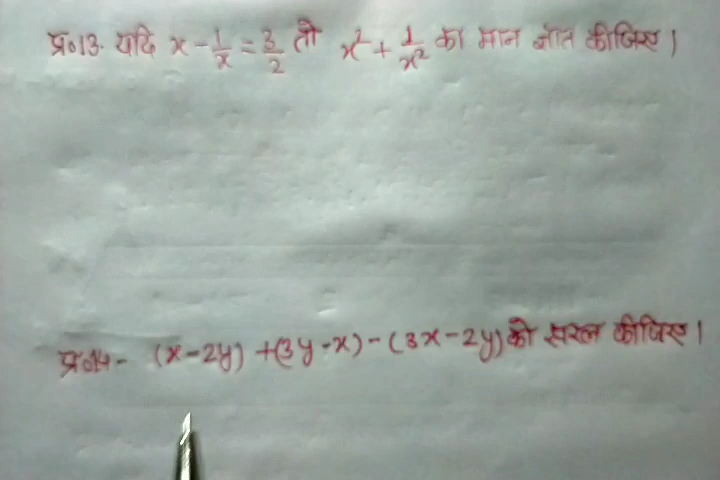 प्र०13. यदि x - 1/x = 3/2 तो x² + 1/x² का मान ज्ञात कीजिए।
प्र०14 - (x-2y) +(3y-x) - (3x-2y) को सरल कीजिए।